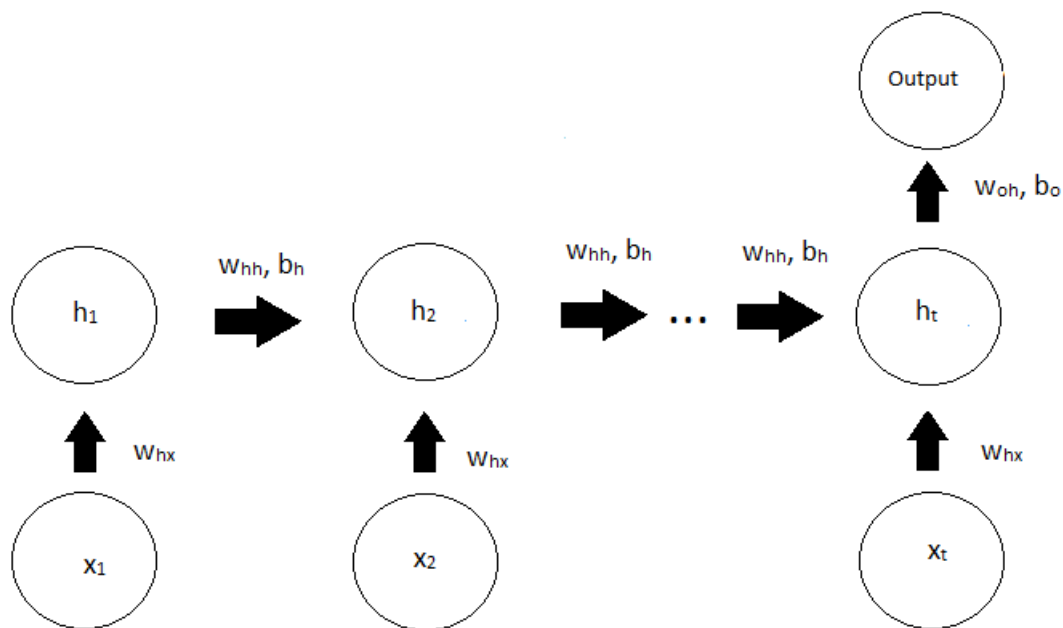 Output
woh, bo
whh, bh
whh, bh
whh, bh
h1
h2
...
ht
whx
whx
whx
x1
x2
xt